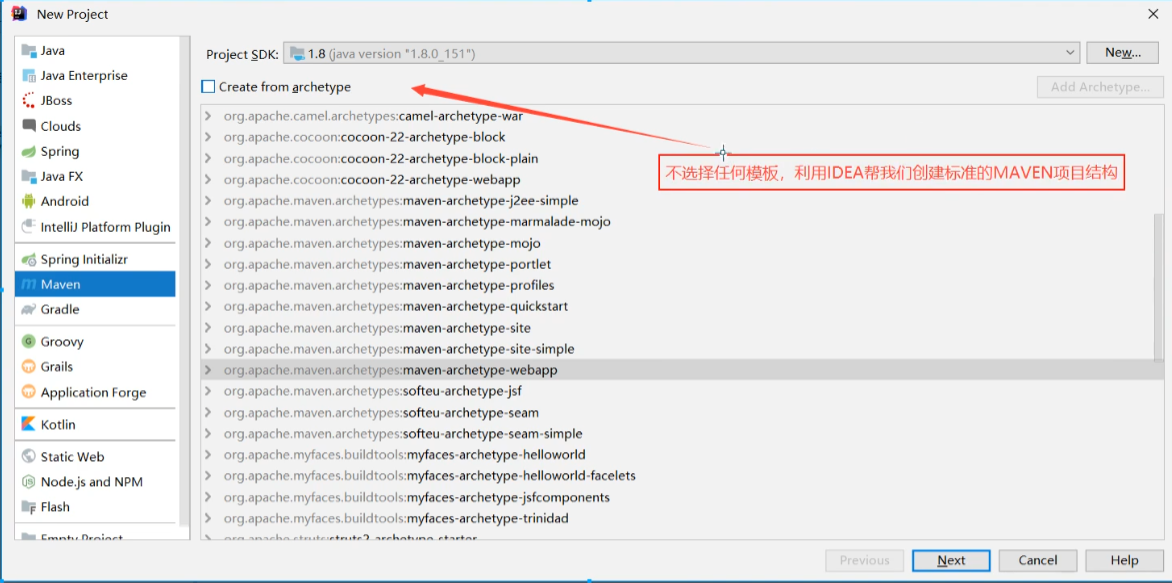 New Project
Java
Java Enterprise
JBoss
Clouds
Spring
Java FX
Android
IntelliJ Platform Plugin
Spring Initializr
Maven
Gradle
Groovy
Grails
Application Forge
Kotlin
Static Web
Node.js and NPM
Flash
Empty Project
Project SDK: 1.8 (java version "1.8.0_151") New...
Create from archetype Add Archetype...
org.apache.camel.archetypes:camel-archetype-war
org.apache.cocoon:cocoon-22-archetype-block
org.apache.cocoon:cocoon-22-archetype-block-plain
org.apache.cocoon:cocoon-22-archetype-webapp
org.apache.maven.archetypes:maven-archetype-j2ee-simple
org.apache.maven.archetypes:maven-archetype-marmalade-mojo
org.apache.maven.archetypes:maven-archetype-mojo
org.apache.maven.archetypes:maven-archetype-portlet
org.apache.maven.archetypes:maven-archetype-profiles
org.apache.maven.archetypes:maven-archetype-quickstart
org.apache.maven.archetypes:maven-archetype-site
org.apache.maven.archetypes:maven-archetype-site-simple
org.apache.maven.archetypes:maven-archetype-webapp
org.apache.maven.archetypes:softeu-archetype-jsf
org.apache.maven.archetypes:softeu-archetype-seam
org.apache.maven.archetypes:softeu-archetype-seam-simple
org.apache.myfaces.buildtools:myfaces-archetype-helloworld
org.apache.myfaces.buildtools:myfaces-archetype-helloworld-facelets
org.apache.myfaces.buildtools:myfaces-archetype-jsfcomponents
org.apache.myfaces.buildtools:myfaces-archetype-trinidad
org.apache.struts:struts2-archetype-starter
不选择任何模板，利用IDEA帮我们创建标准的MAVEN项目结构
Previous Next Cancel Help